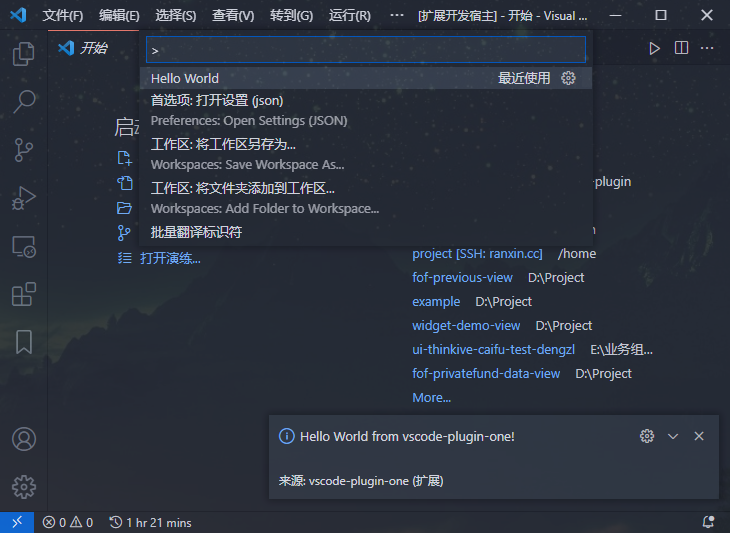 文件(F) 编辑(E) 选择(S) 查看(V) 转到(G) 运行(R) ··· [扩展开发宿主] - 开始 - Visual ...
开始
>
Hello World 最近使用
首选项: 打开设置 (json)
Preferences: Open Settings (JSON)
工作区: 将工作区另存为...
Workspaces: Save Workspace As...
工作区: 将文件夹添加到工作区...
Workspaces: Add Folder to Workspace...
批量翻译标识符
-plugin
project [SSH: ranxin.cc] /home
打开演练...
fof-previous-view D:\Project
example D:\Project
widget-demo-view D:\Project
ui-thinkive-caifu-test-dengzl E:\业务组...
fof-privatefund-data-view D:\Project
More...
Hello World from vscode-plugin-one!
来源: vscode-plugin-one (扩展)
0 0 1 hr 21 mins